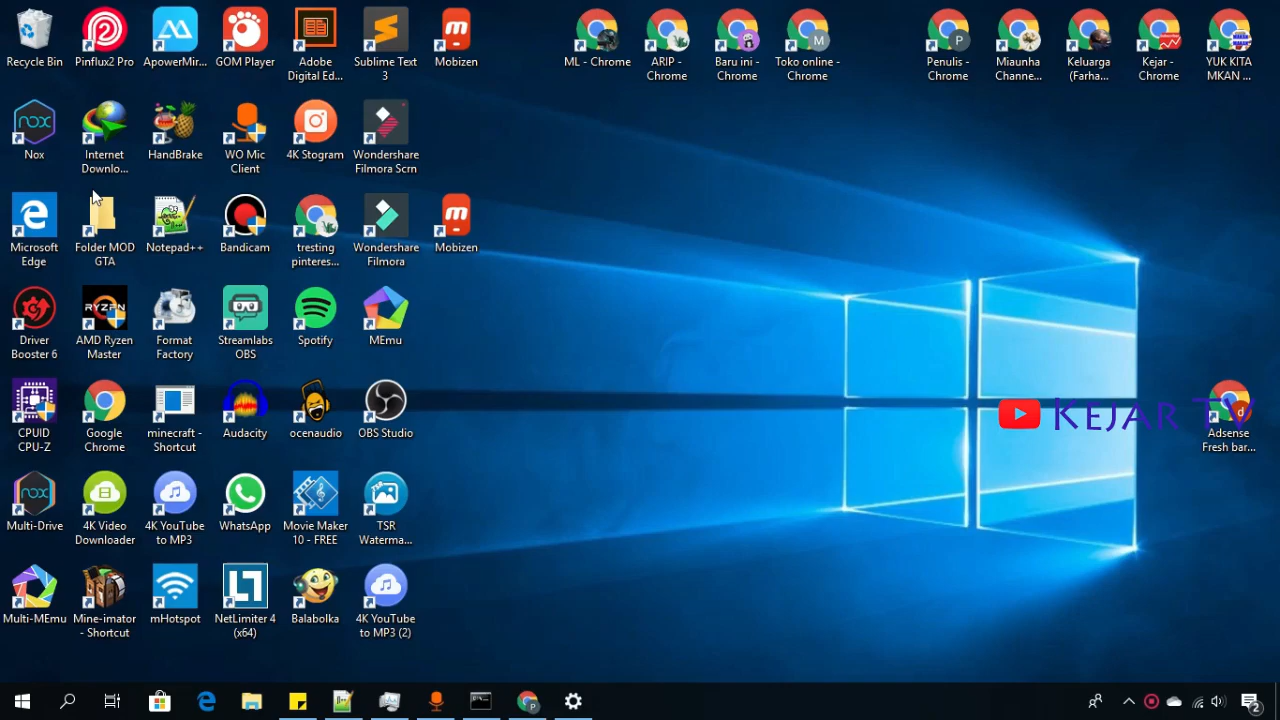 Recycle Bin
Pinflux2 Pro
ApowerMir...
GOM Player
Adobe
Digital Ed...
Sublime Text
3
Mobizen
ML - Chrome
ARIP -
Chrome
Baru ini -
Chrome
Toko online -
Chrome
Penulis -
Chrome
Miaunha
Channe...
Keluarga
(Farha...
Kejar -
Chrome
YUK KITA
MKAN ...
Nox
Internet
Downlo...
HandBrake
WO Mic
Client
4K Stogram
Wondershare
Filmora Scrn
Microsoft
Edge
Folder MOD
GTA
Notepad++
Bandicam
tresting
pinteres...
Wondershare
Filmora
Mobizen
Driver
Booster 6
RYZEN
AMD Ryzen
Master
Format
Factory
Streamlabs
OBS
Spotify
MEmu
CPUID
CPU-Z
Google
Chrome
minecraft -
Shortcut
Audacity
ocenaudio
OBS Studio
KEJAR TV
Adsense
Fresh bar...
Multi-Drive
4K Video
Downloader
4K YouTube
to MP3
WhatsApp
Movie Maker
10 - FREE
TSR
Waterma...
Multi-MEmu
Mine-imator
- Shortcut
mHotspot
NetLimiter 4
(x64)
Balabolka
4K YouTube
to MP3 (2)